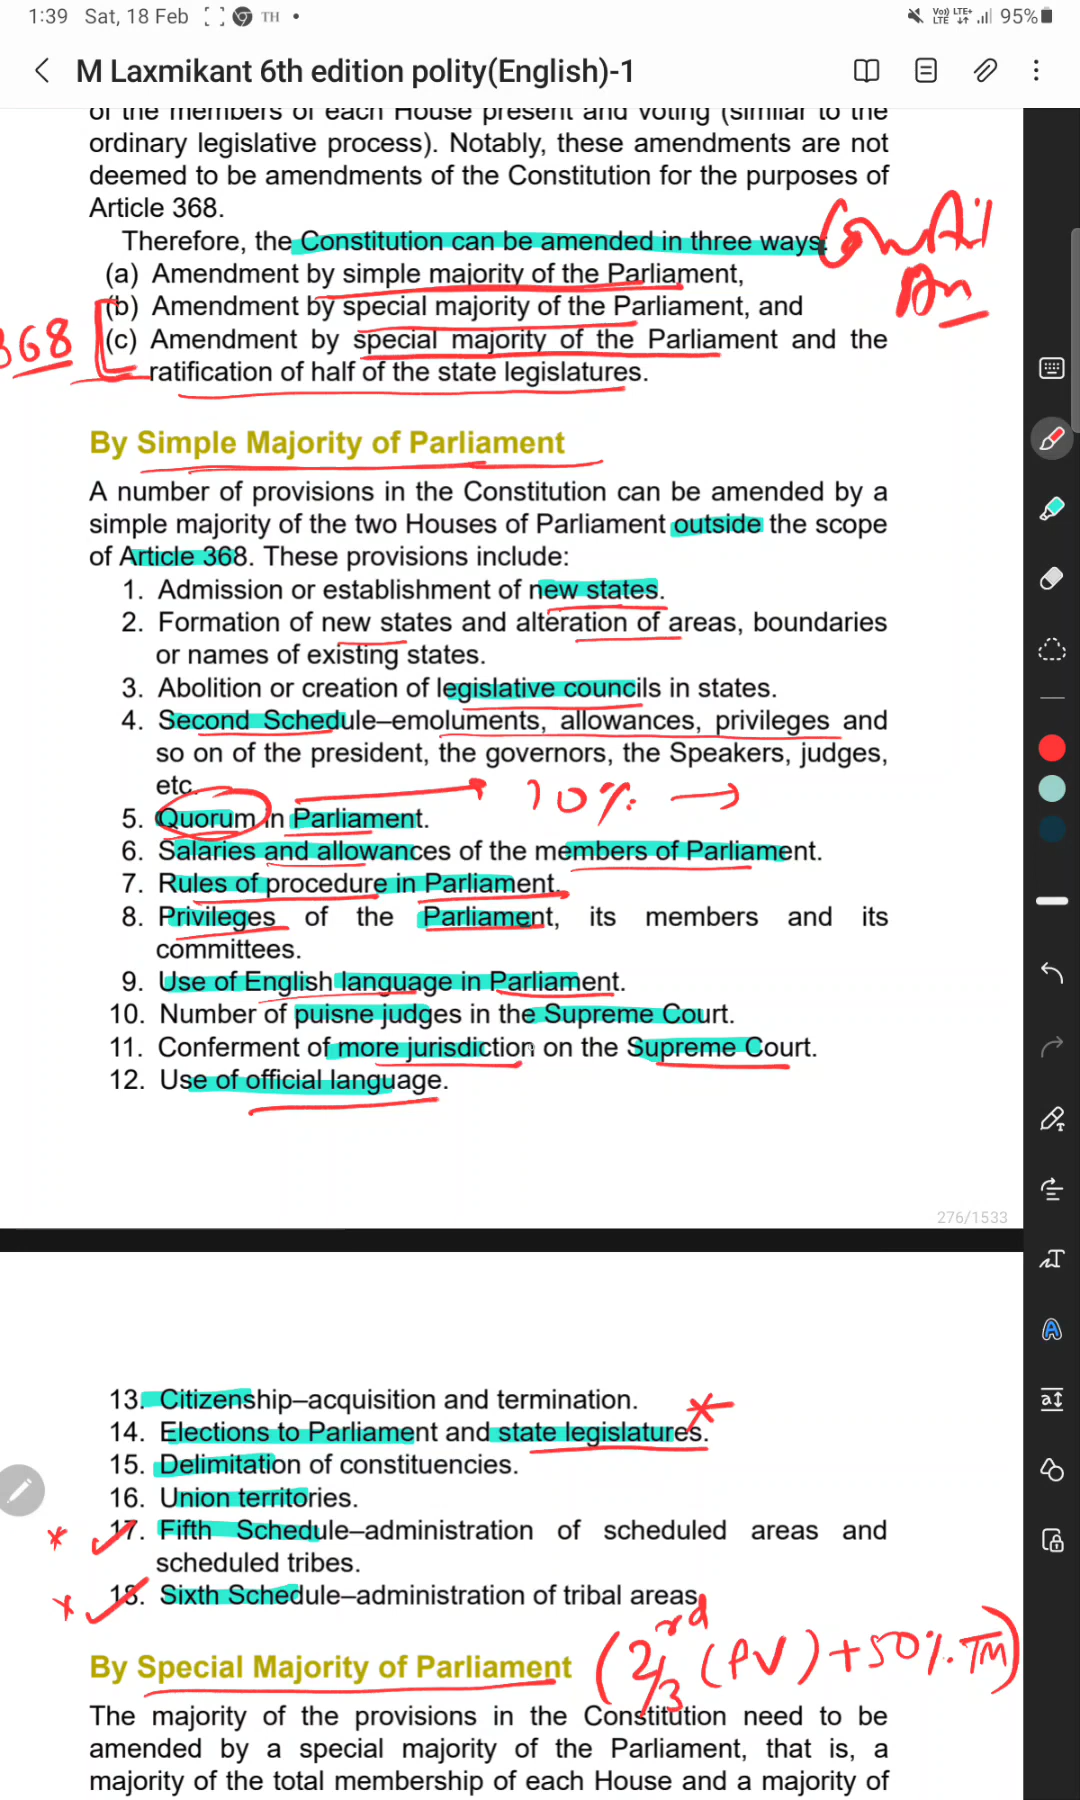 1:39 Sat, 18 Feb TH •
Vo) LTE LTE+ 95%
M Laxmikant 6th edition polity(English)-1
of the members of each House present and voting (similar to the
ordinary legislative process). Notably, these amendments are not
deemed to be amendments of the Constitution for the purposes of
Article 368.
Therefore, the Constitution can be amended in three ways:
(a) Amendment by simple majority of the Parliament,
(b) Amendment by special majority of the Parliament, and
368
(c) Amendment by special majority of the Parliament and the
ratification of half of the state legislatures.
By Simple Majority of Parliament
A number of provisions in the Constitution can be amended by a
simple majority of the two Houses of Parliament outside the scope
of Article 368. These provisions include:
1. Admission or establishment of new states.
2. Formation of new states and alteration of areas, boundaries
or names of existing states.
3. Abolition or creation of legislative councils in states.
4. Second Schedule–emoluments, allowances, privileges and
so on of the president, the governors, the Speakers, judges,
etc.
10%
5. Quorum in Parliament.
6. Salaries and allowances of the members of Parliament.
7. Rules of procedure in Parliament.
8. Privileges of the Parliament, its members and its
committees.
9. Use of English language in Parliament.
10. Number of puisne judges in the Supreme Court.
11. Conferment of more jurisdiction on the Supreme Court.
12. Use of official language.
276/1533
13. Citizenship–acquisition and termination.
14. Elections to Parliament and state legislatures.
15. Delimitation of constituencies.
16. Union territories.
17. Fifth Schedule–administration of scheduled areas and
scheduled tribes.
18. Sixth Schedule–administration of tribal areas.
By Special Majority of Parliament (2/3rd (PV) + 50% TM)
The majority of the provisions in the Constitution need to be
amended by a special majority of the Parliament, that is, a
majority of the total membership of each House and a majority of